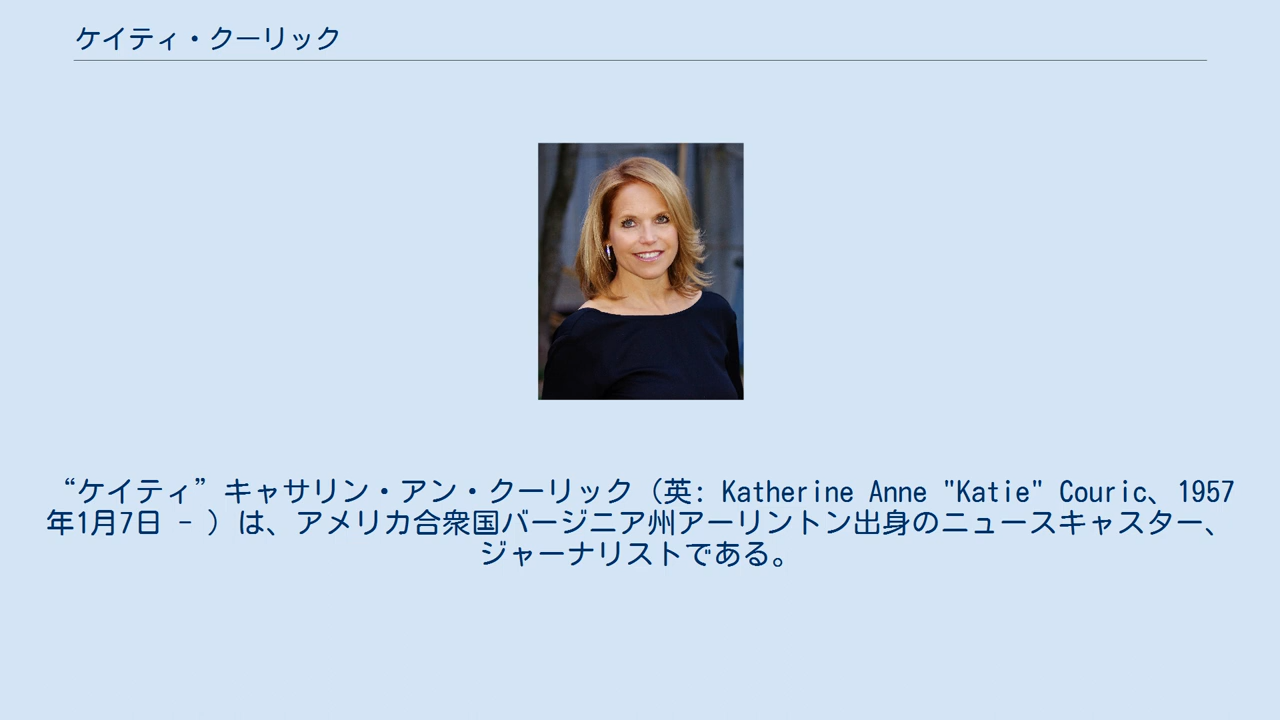 ケイティ・クーリック
“ケイティ”キャサリン・アン・クーリック（英: Katherine Anne "Katie" Couric、1957
年1月7日 - ）は、アメリカ合衆国バージニア州アーリントン出身のニュースキャスター、
ジャーナリストである。